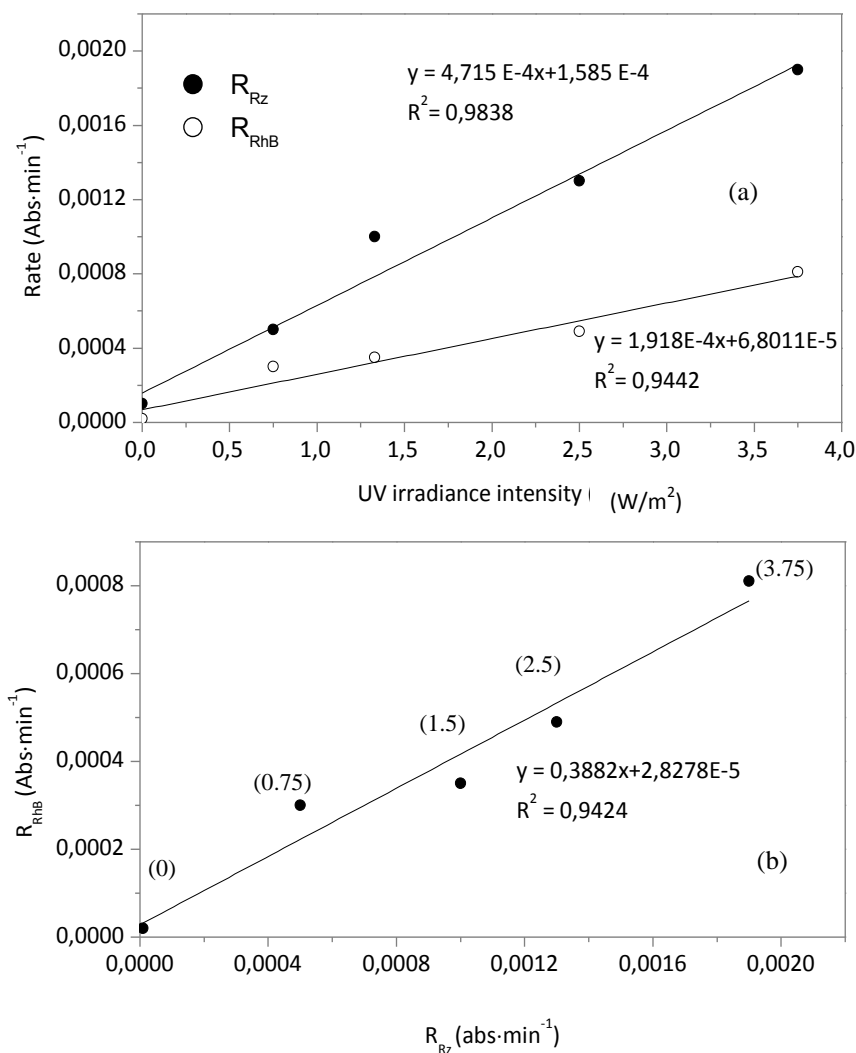 0,0020
0,0016
0,0012
0,0008
0,0004
0,0000
Rate (Abs·min⁻¹)
R_Rz
R_RhB
y = 4,715 E-4x+1,585 E-4
R²= 0,9838
(a)
y = 1,918E-4x+6,8011E-5
R²= 0,9442
0,0 0,5 1,0 1,5 2,0 2,5 3,0 3,5 4,0
UV irradiance intensity ( (W/m²)
0,0008
0,0006
0,0004
0,0002
0,0000
R_RhB (Abs·min⁻¹)
(3.75)
(2.5)
(1.5)
(0.75)
(0)
y = 0,3882x+2,8278E-5
R² = 0,9424
(b)
0,0000 0,0004 0,0008 0,0012 0,0016 0,0020
R_Rz (abs·min⁻¹)